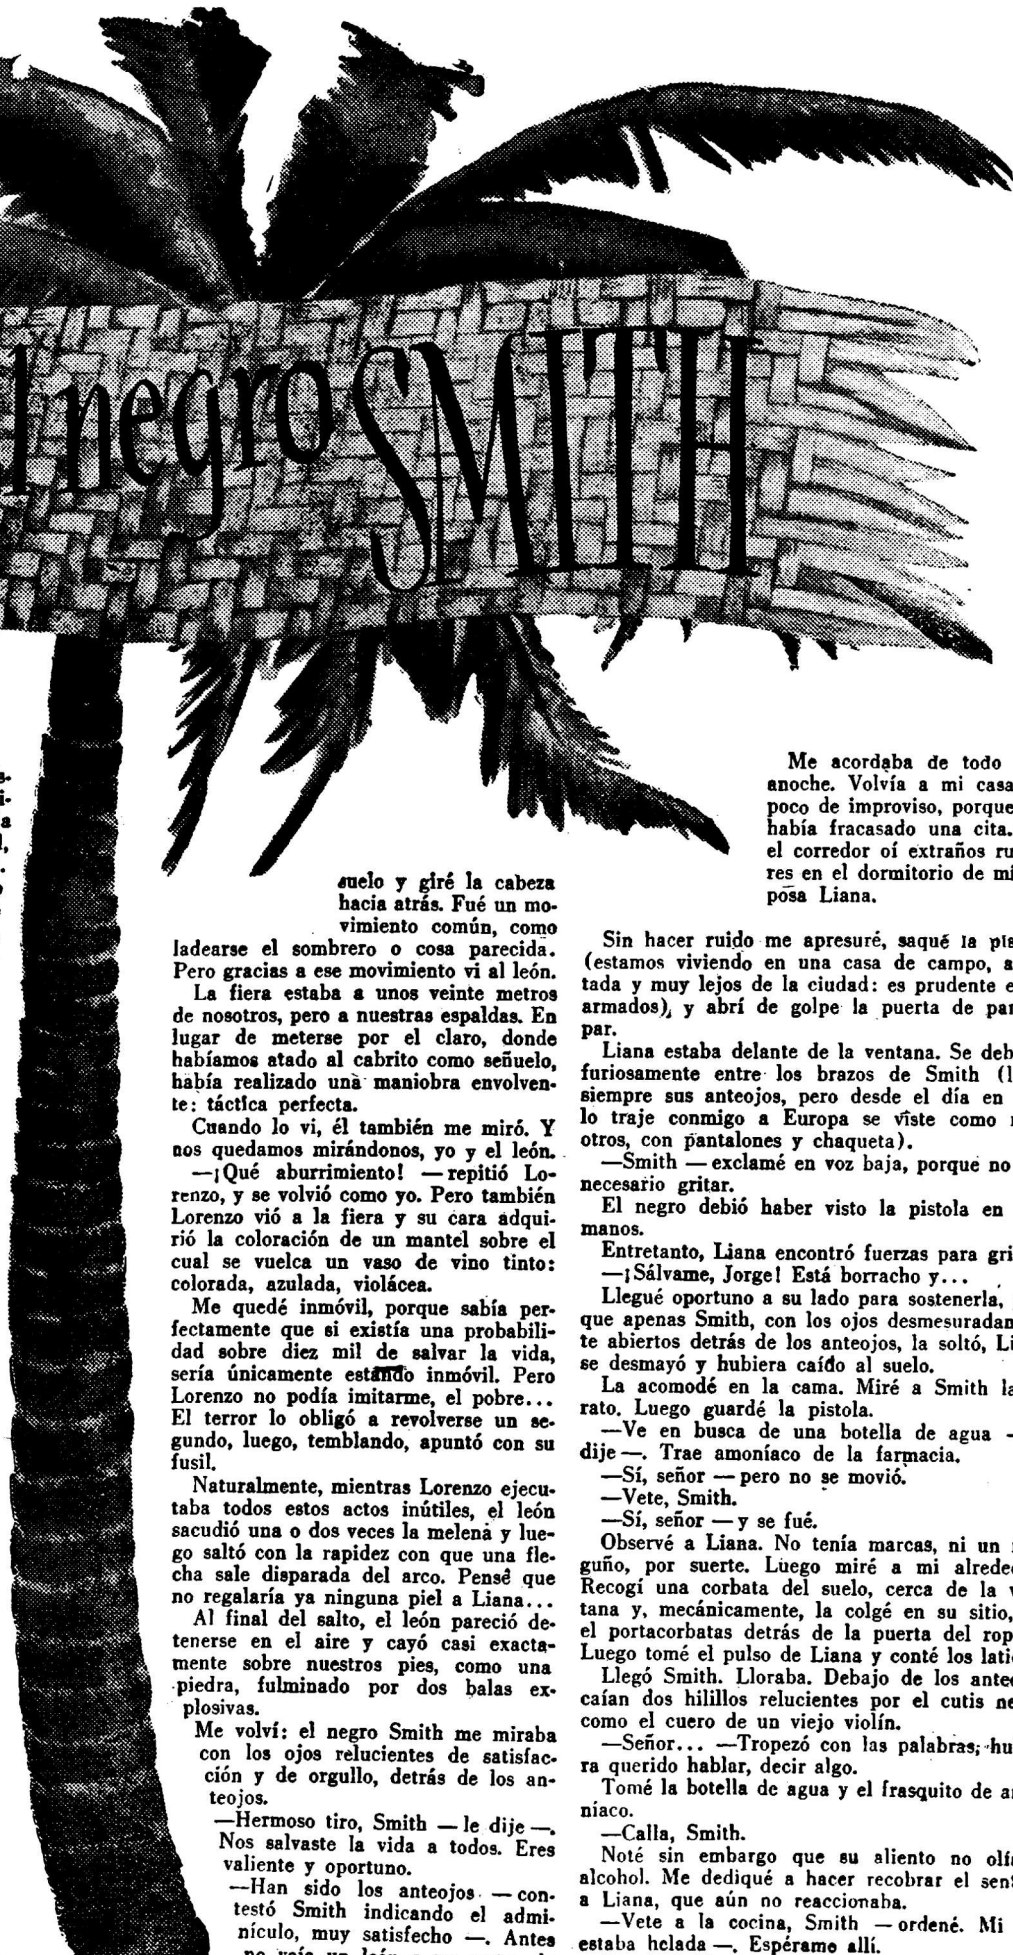 l negro SMITH
suelo y giré la cabeza
hacia atrás. Fué un mo-
vimiento común, como
ladearse el sombrero o cosa parecida.
Pero gracias a ese movimiento vi al león.
La fiera estaba a unos veinte metros
de nosotros, pero a nuestras espaldas. En
lugar de meterse por el claro, donde
habíamos atado al cabrito como señuelo,
había realizado una maniobra envolven-
te: táctica perfecta.
Cuando lo vi, él también me miró. Y
nos quedamos mirándonos, yo y el león.
—¡Qué aburrimiento! —repitió Lo-
renzo, y se volvió como yo. Pero también
Lorenzo vió a la fiera y su cara adqui-
rió la coloración de un mantel sobre el
cual se vuelca un vaso de vino tinto:
colorada, azulada, violácea.
Me quedé inmóvil, porque sabía per-
fectamente que si existía una probabili-
dad sobre diez mil de salvar la vida,
sería únicamente estando inmóvil. Pero
Lorenzo no podía imitarme, el pobre...
El terror lo obligó a revolverse un se-
gundo, luego, temblando, apuntó con su
fusil.
Naturalmente, mientras Lorenzo ejecu-
taba todos estos actos inútiles, el león
sacudió una o dos veces la melena y lue-
go saltó con la rapidez con que una fle-
cha sale disparada del arco. Pensé que
no regalaría ya ninguna piel a Liana...
Al final del salto, el león pareció de-
tenerse en el aire y cayó casi exacta-
mente sobre nuestros pies, como una
piedra, fulminado por dos balas ex-
plosivas.
Me volví: el negro Smith me miraba
con los ojos relucientes de satisfac-
ción y de orgullo, detrás de los an-
teojos.
—Hermoso tiro, Smith —le dije—.
Nos salvaste la vida a todos. Eres
valiente y oportuno.
—Han sido los anteojos —con-
testó Smith indicando el admi-
nículo, muy satisfecho —. Antes
Me acordaba de todo
anoche. Volvía a mi casa
poco de improviso, porque
había fracasado una cita.
el corredor oí extraños ru
res en el dormitorio de mi
posa Liana.
Sin hacer ruido me apresuré, saqué la pis
(estamos viviendo en una casa de campo, a
tada y muy lejos de la ciudad: es prudente e
armados), y abrí de golpe la puerta de par
par.
Liana estaba delante de la ventana. Se deb
furiosamente entre los brazos de Smith (l
siempre sus anteojos, pero desde el día en
lo traje conmigo a Europa se viste como
otros, con pantalones y chaqueta).
—Smith —exclamé en voz baja, porque no
necesario gritar.
El negro debió haber visto la pistola en
manos.
Entretanto, Liana encontró fuerzas para gri
—¡Sálvame, Jorge! Está borracho y...
Llegué oportuno a su lado para sostenerla,
que apenas Smith, con los ojos desmesuradam
te abiertos detrás de los anteojos, la soltó, Li
se desmayó y hubiera caído al suelo.
La acomodé en la cama. Miré a Smith la
rato. Luego guardé la pistola.
—Ve en busca de una botella de agua —
dije —. Trae amoníaco de la farmacia.
—Sí, señor — pero no se movió.
—Vete, Smith.
—Sí, señor — y se fué.
Observé a Liana. No tenía marcas, ni un
guño, por suerte. Luego miré a mi alrede
Recogí una corbata del suelo, cerca de la v
tana y, mecánicamente, la colgé en su sitio,
el portacorbatas detrás de la puerta del rop
Luego tomé el pulso de Liana y conté los lati
Llegó Smith. Lloraba. Debajo de los anteo
caían dos hilillos relucientes por el cutis ne
como el cuero de un viejo violín.
—Señor... —Tropezó con las palabras; hu
ra querido hablar, decir algo.
Tomé la botella de agua y el frasquito de a
níaco.
—Calla, Smith.
Noté sin embargo que su aliento no olí
alcohol. Me dediqué a hacer recobrar el sen
a Liana, que aún no reaccionaba.
—Vete a la cocina, Smith —ordené. Mi
estaba helada —. Espérame allí.